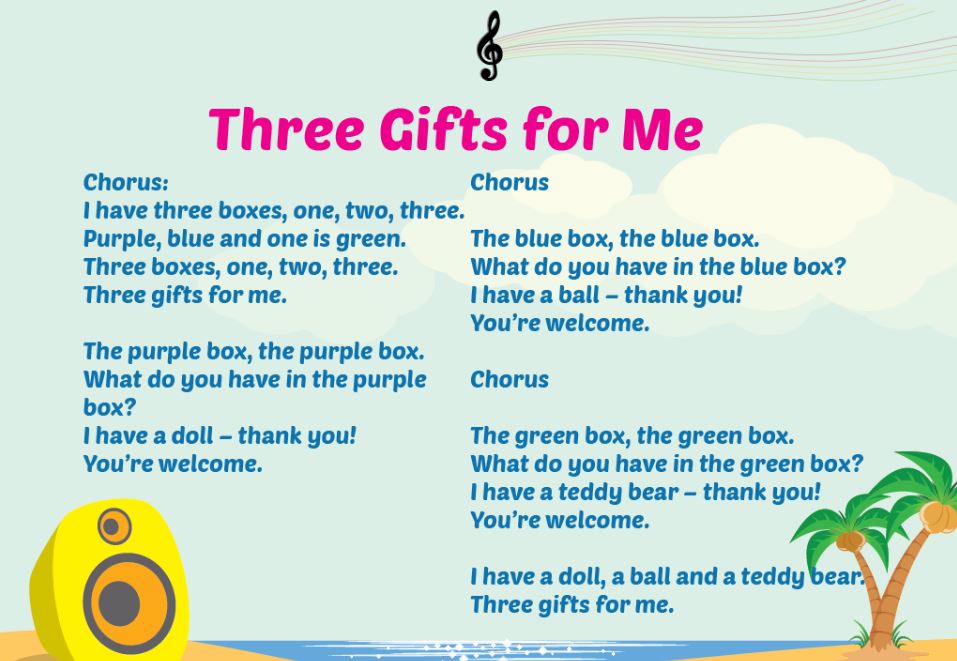 Three Gifts for Me
Chorus:
I have three boxes, one, two, three.
Purple, blue and one is green.
Three boxes, one, two, three.
Three gifts for me.
The purple box, the purple box.
What do you have in the purple
box?
I have a doll – thank you!
You’re welcome.
Chorus
The blue box, the blue box.
What do you have in the blue box?
I have a ball – thank you!
You’re welcome.
Chorus
The green box, the green box.
What do you have in the green box?
I have a teddy bear – thank you!
You’re welcome.
I have a doll, a ball and a teddy bear.
Three gifts for me.